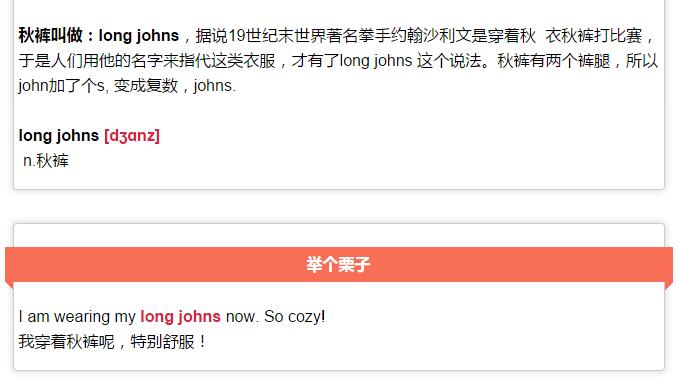 秋裤叫做：long johns，据说19世纪末世界著名拳手约翰沙利文是穿着秋 衣秋裤打比赛，
于是人们用他的名字来指代这类衣服，才有了long johns 这个说法。秋裤有两个裤腿，所以
john加了个s, 变成复数，johns.
long johns [dʒɑnz]
n.秋裤
举个栗子
I am wearing my long johns now. So cozy!
我穿着秋裤呢，特别舒服！